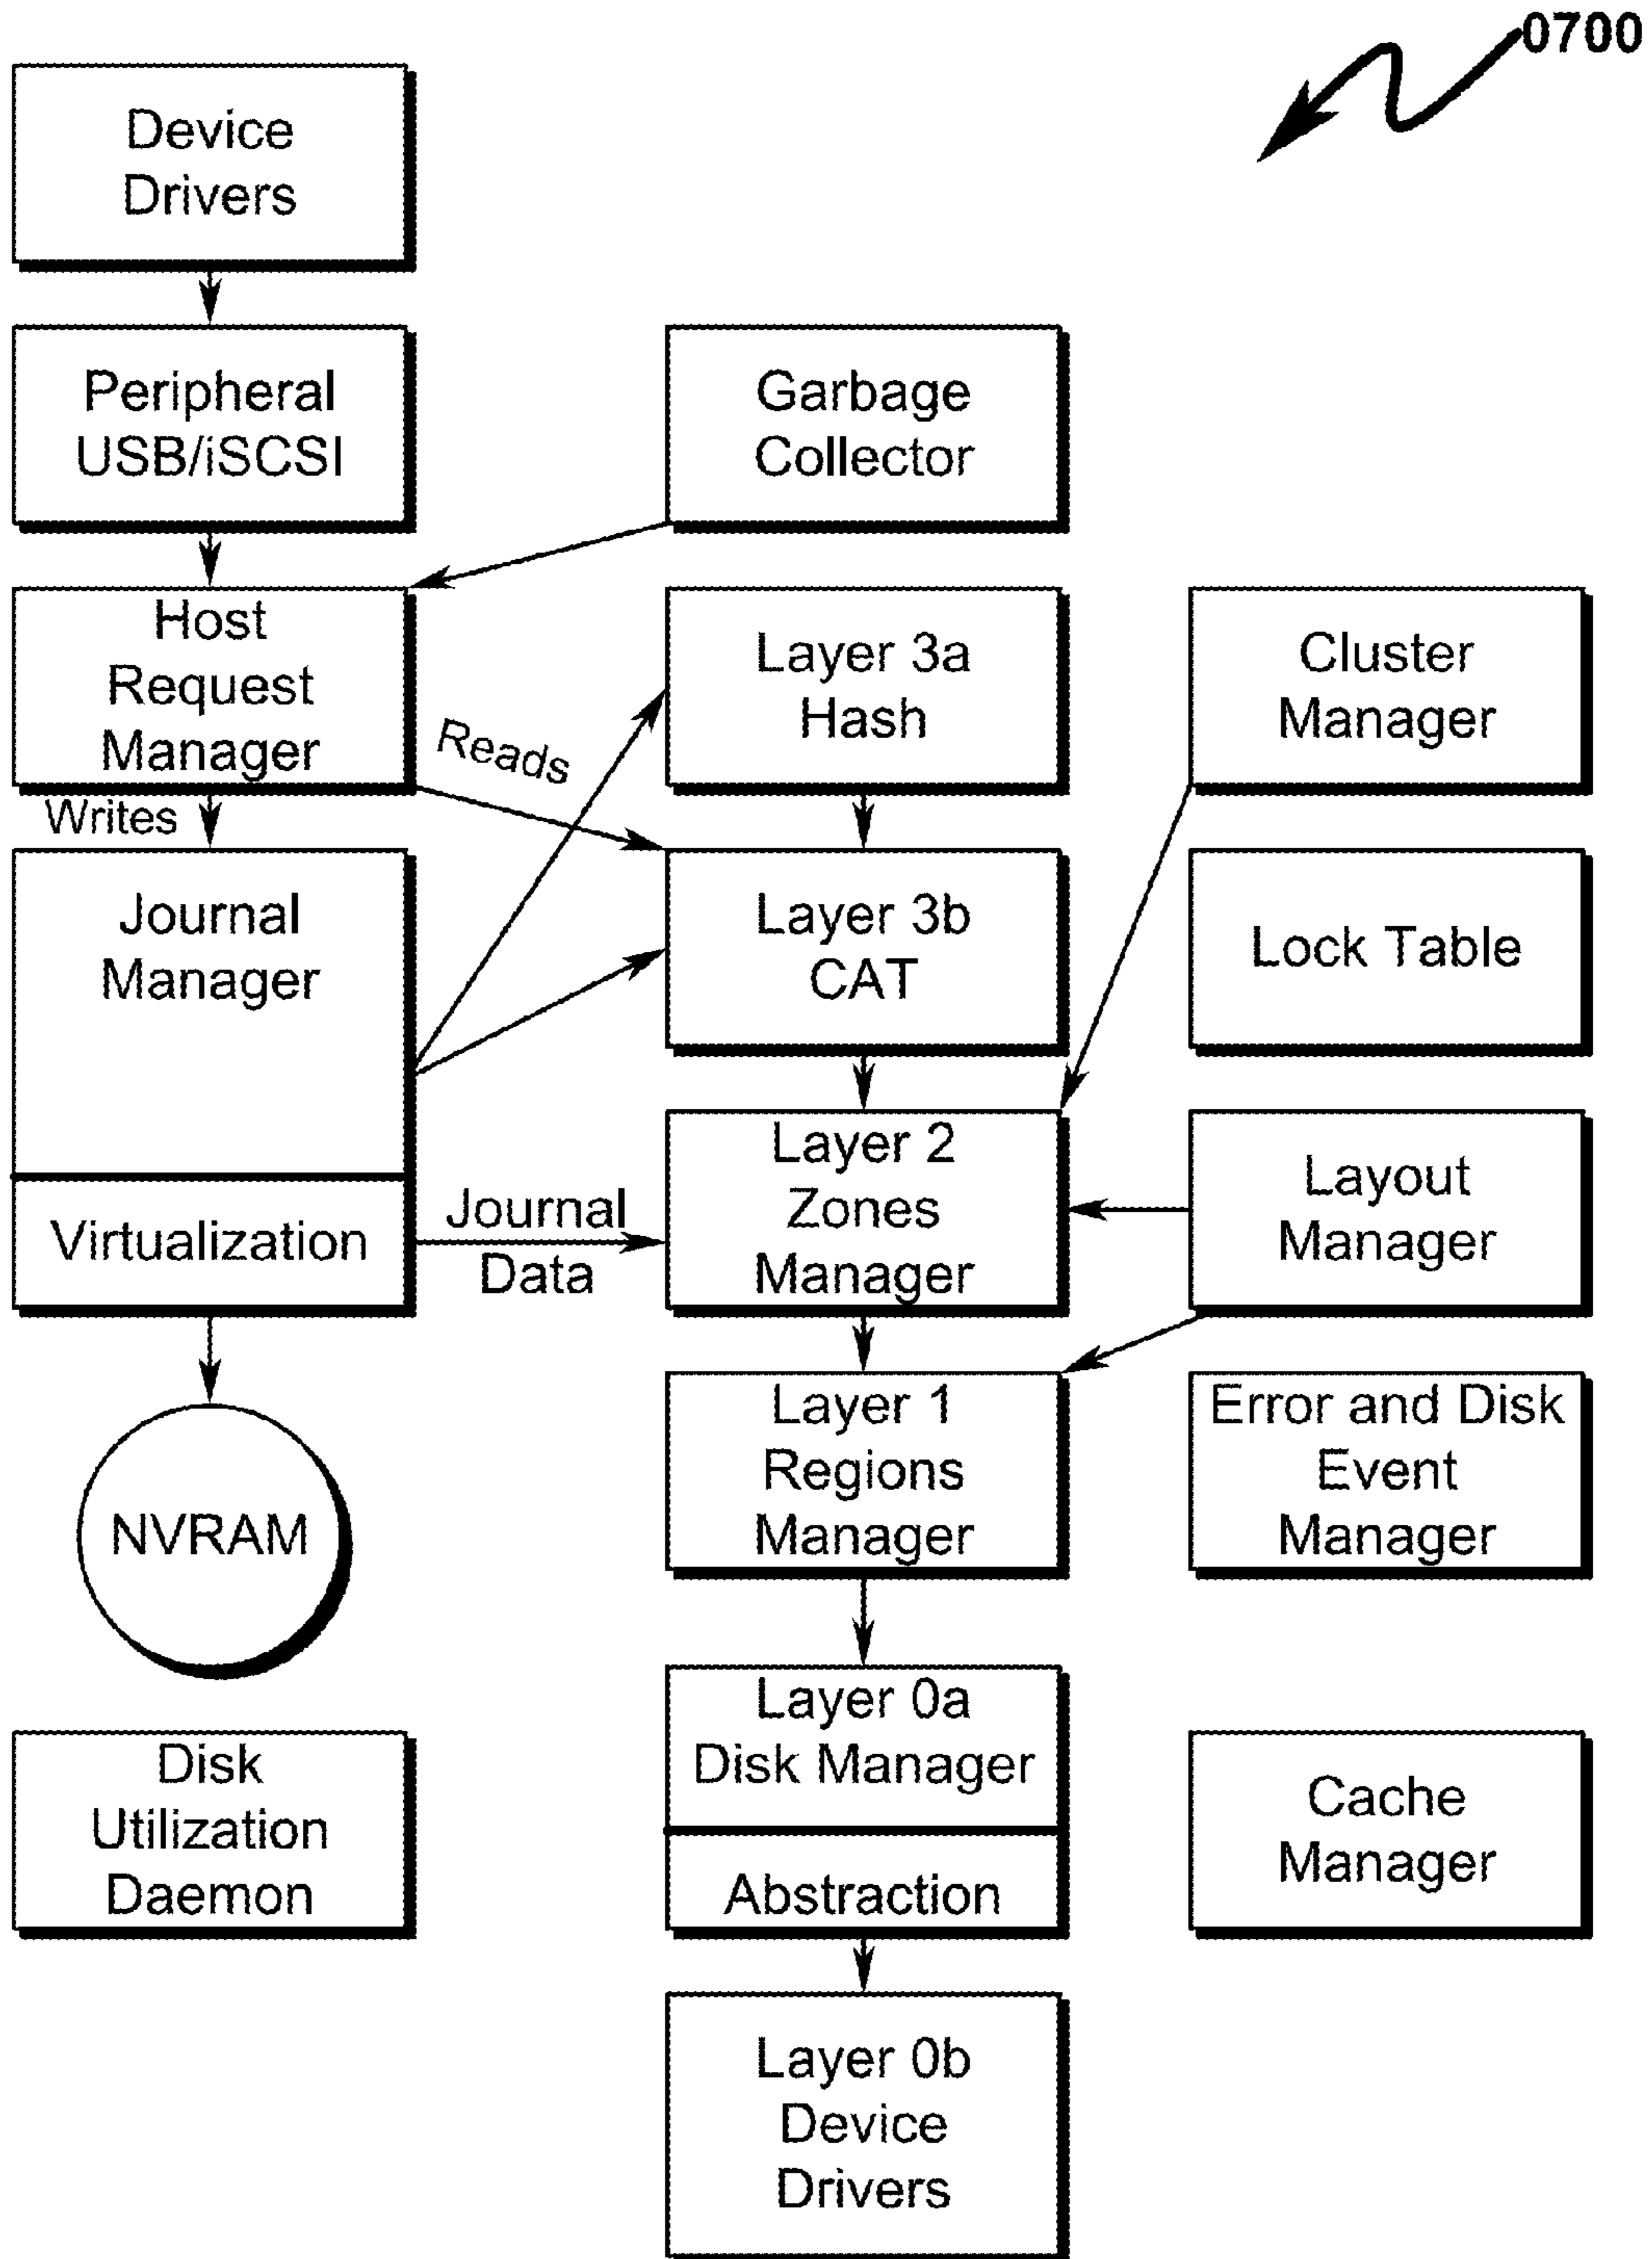 0700
Device
Drivers
Peripheral
USB/iSCSI
Garbage
Collector
Host
Request
Manager
Layer 3a
Hash
Cluster
Manager
Reads
Writes
Journal
Manager
Layer 3b
CAT
Lock Table
Virtualization
Journal
Data
Layer 2
Zones
Manager
Layout
Manager
NVRAM
Layer 1
Regions
Manager
Error and Disk
Event
Manager
Disk
Utilization
Daemon
Layer 0a
Disk Manager
Abstraction
Cache
Manager
Layer 0b
Device
Drivers